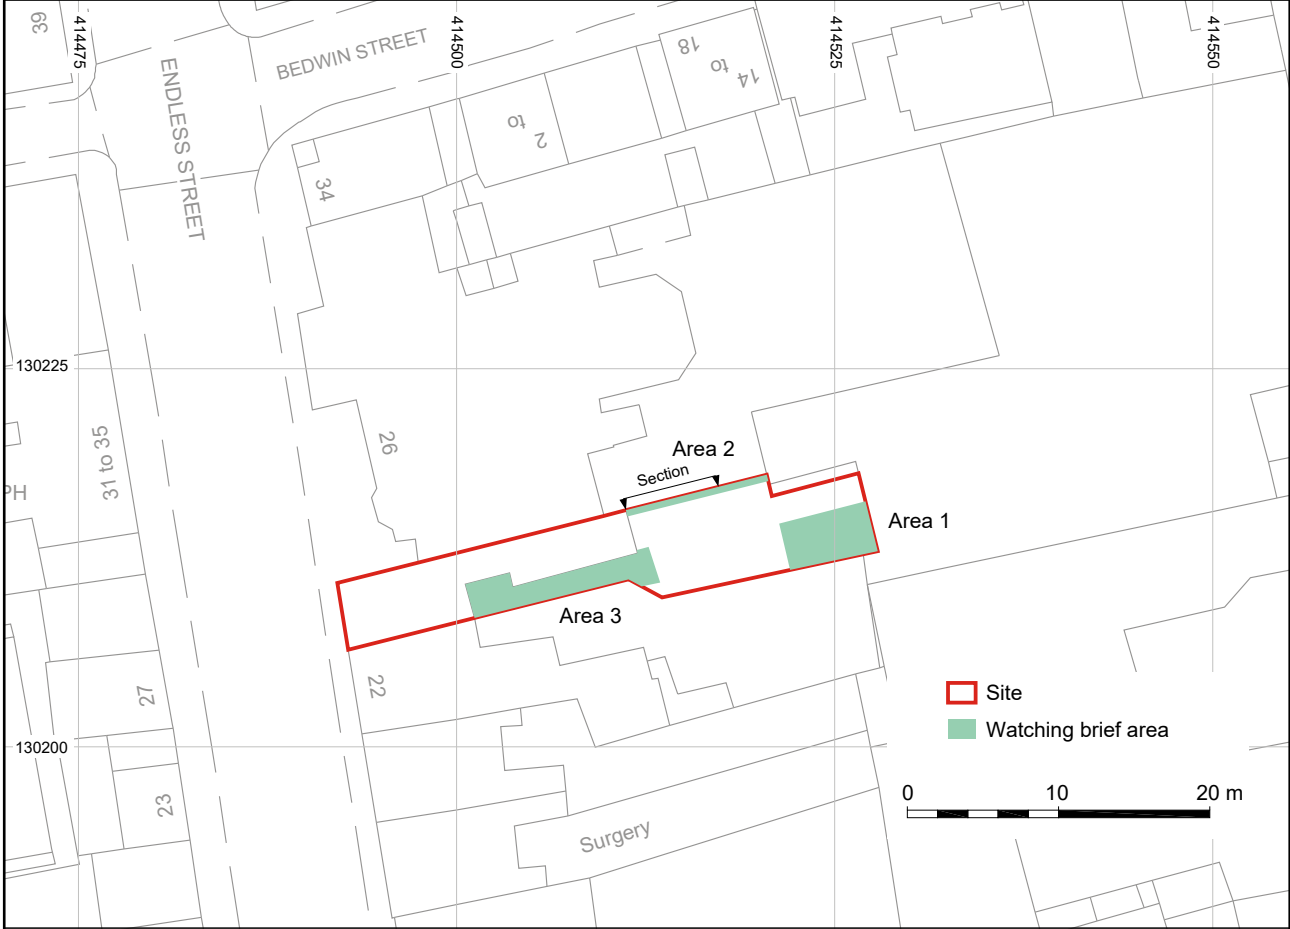 39
414475
414500
414525
414550
ENDLESS STREET
BEDWIN STREET
18
to
14
2
to
34
130225
26
31 to 35
PH
Area 2
Section
Area 1
Area 3
22
27
Site
Watching brief area
130200
0 10 20 m
23
Surgery